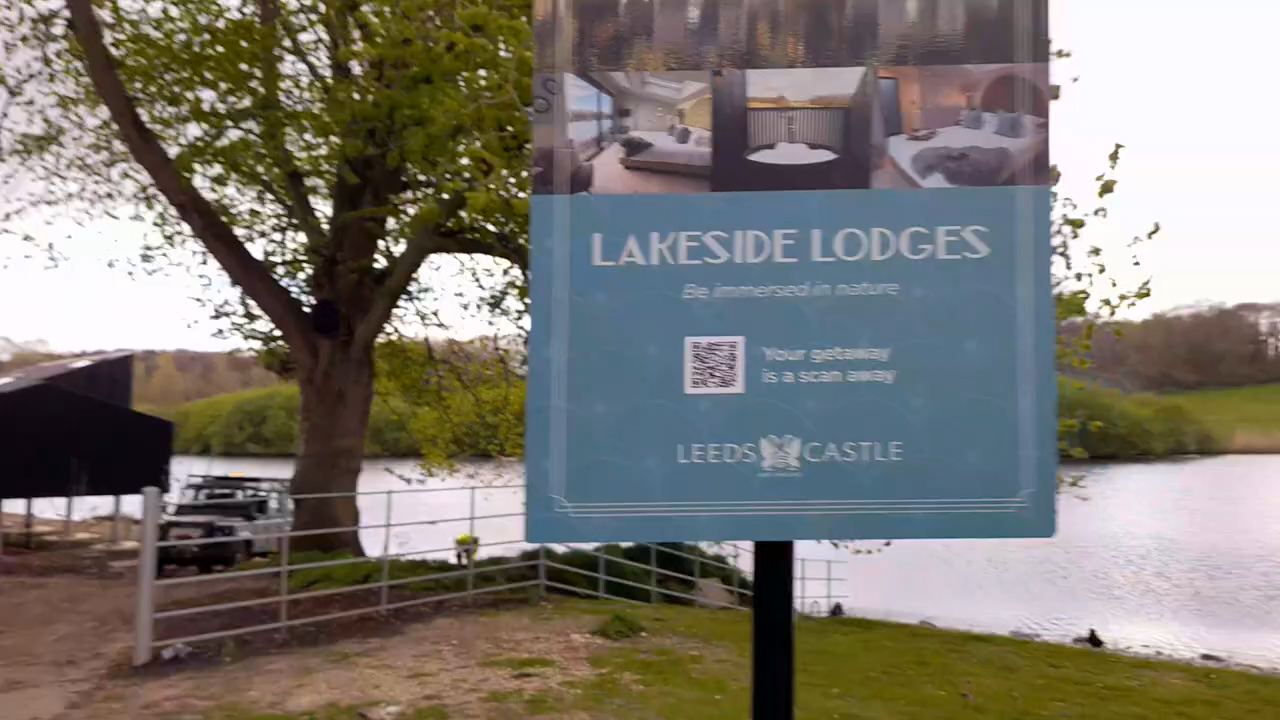 LAKESIDE LODGES
Be immersed in nature
Your getaway
is a scan away
LEEDS CASTLE